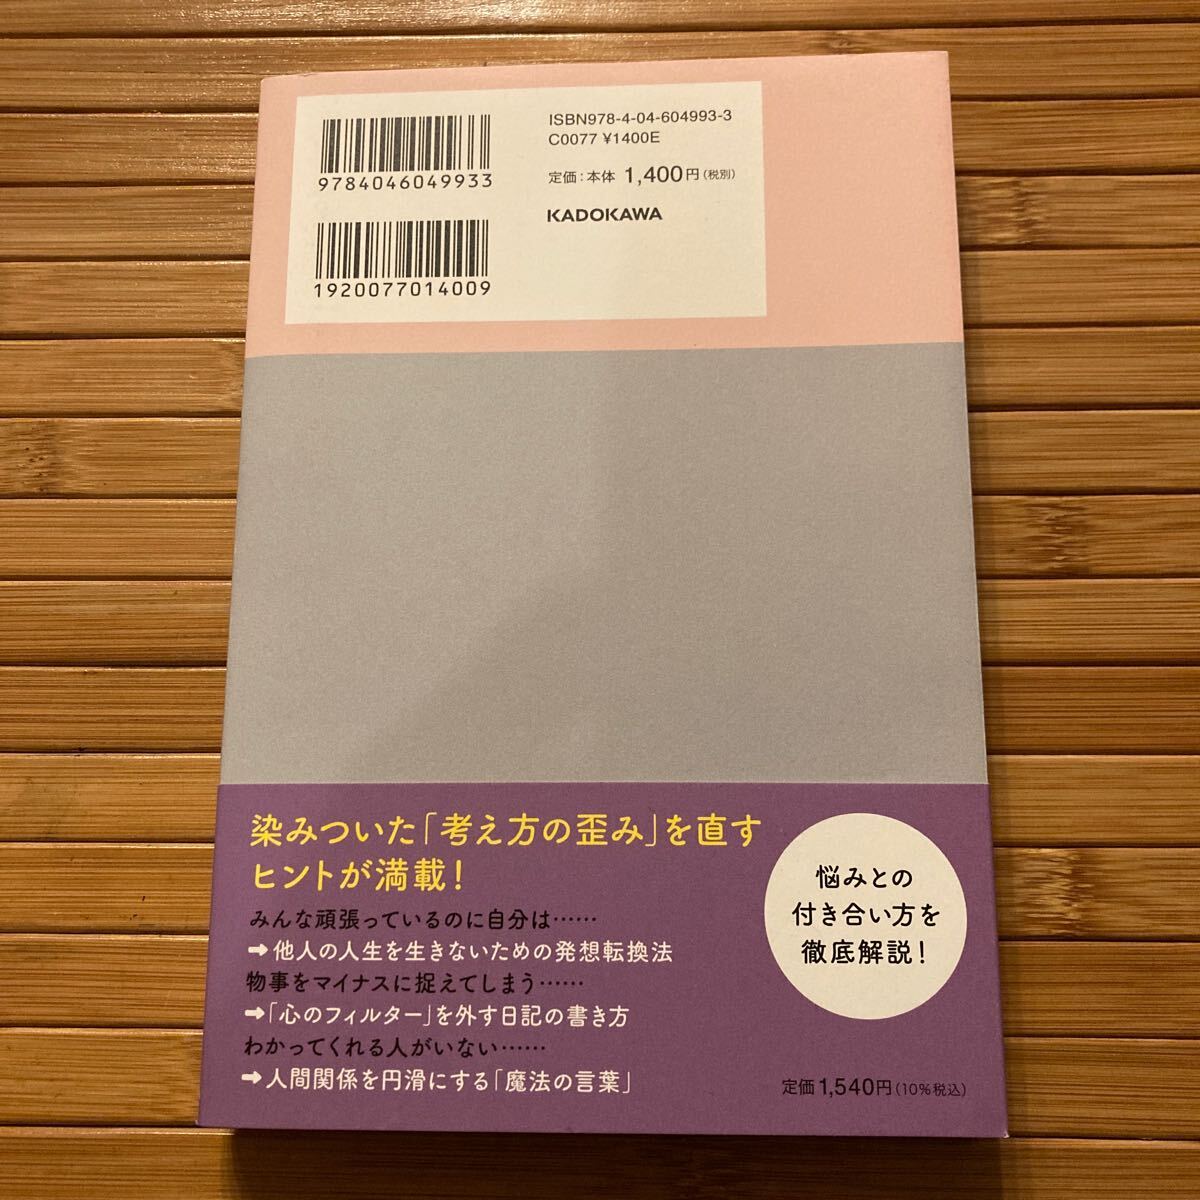 9784046049933
1920077014009
ISBN978-4-04-604993-3
C0077 ¥1400E
定価：本体 1,400円（税別）
KADOKAWA
染みついた「考え方の歪み」を直す
ヒントが満載！
みんな頑張っているのに自分は……
➡他人の人生を生きないための発想転換法
物事をマイナスに捉えてしまう……
➡「心のフィルター」を外す日記の書き方
わかってくれる人がいない……
➡人間関係を円滑にする「魔法の言葉」
悩みとの
付き合い方を
徹底解説！
定価1,540円（10%税込）